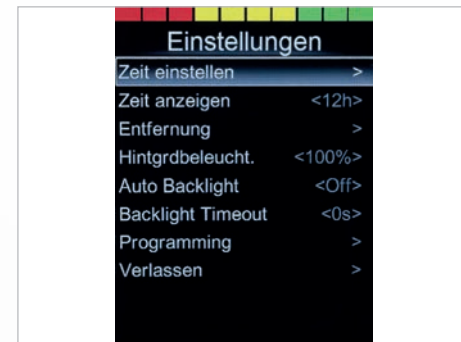 Einstellungen
Zeit einstellen >
Zeit anzeigen <12h>
Entfernung >
Hintgrdbeleucht. <100%>
Auto Backlight <Off>
Backlight Timeout <0s>
Programming >
Verlassen >